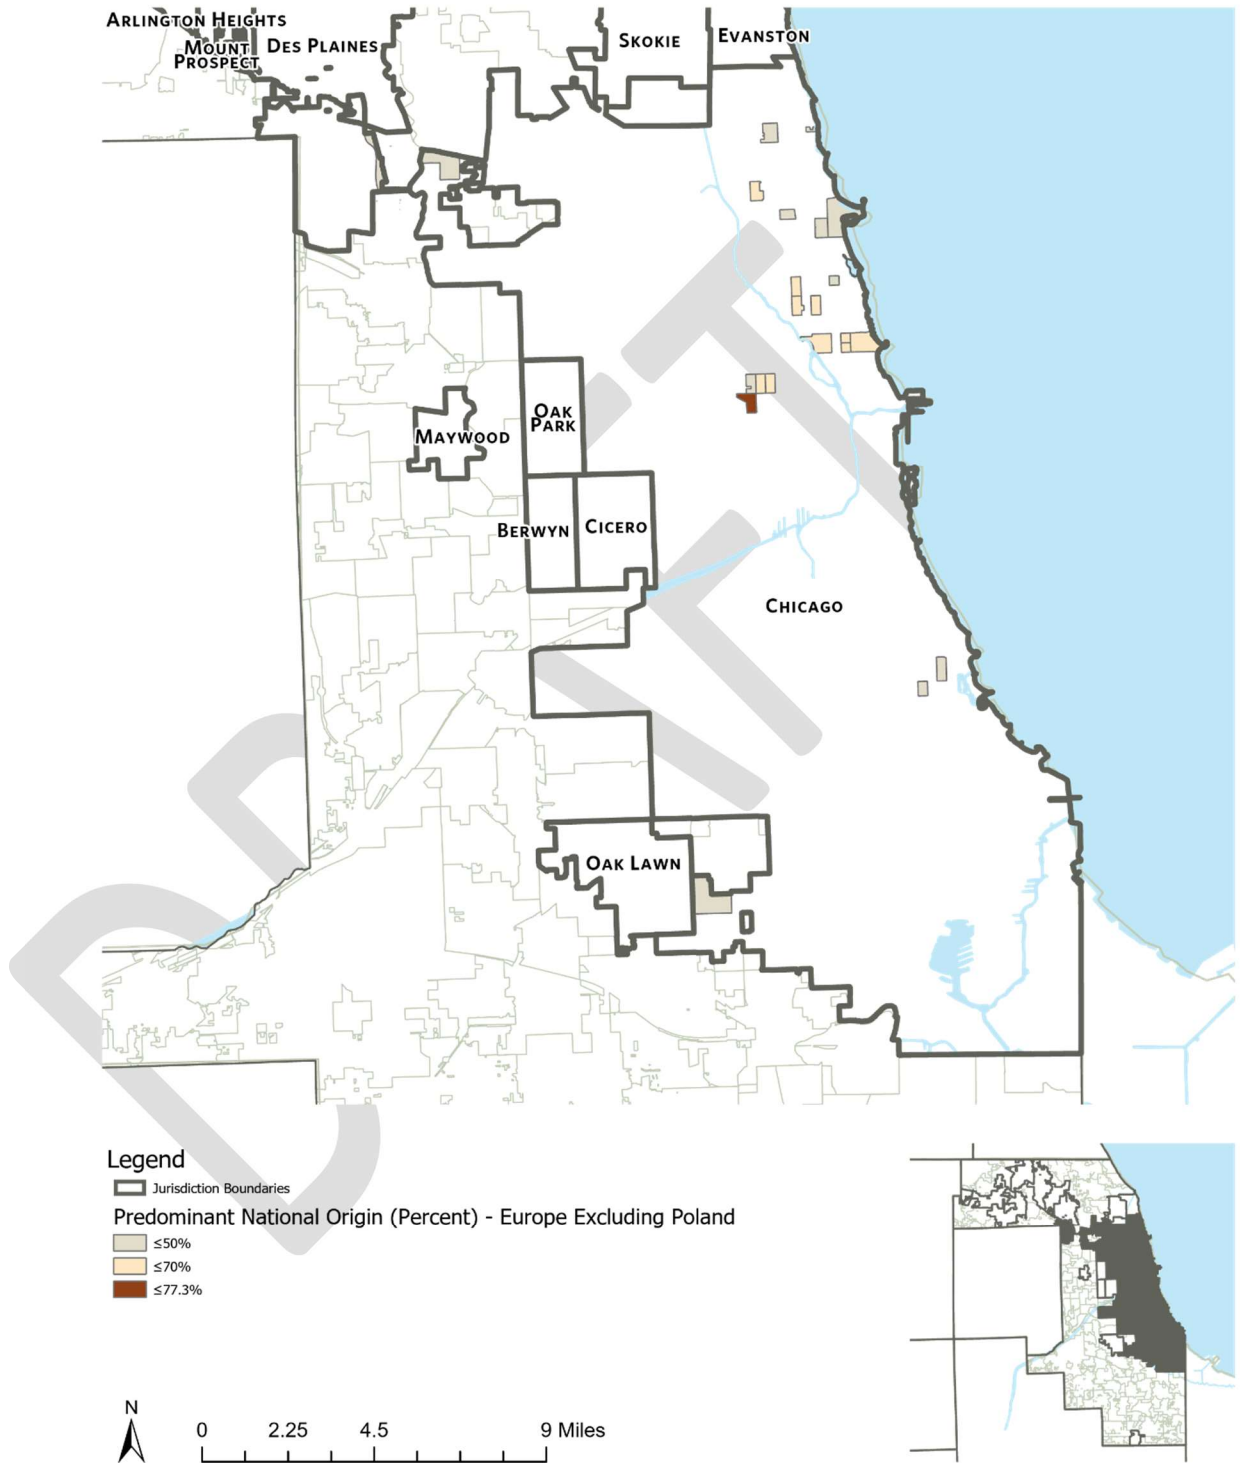 ARLINGTON HEIGHTS
MOUNT
PROSPECT
DES PLAINES
SKOKIE
EVANSTON
OAK
PARK
MAYWOOD
BERWYN
CICERO
CHICAGO
OAK LAWN
DRAFT
Legend
Jurisdiction Boundaries
Predominant National Origin (Percent) - Europe Excluding Poland
≤50%
≤70%
≤77.3%
N
0 2.25 4.5 9 Miles